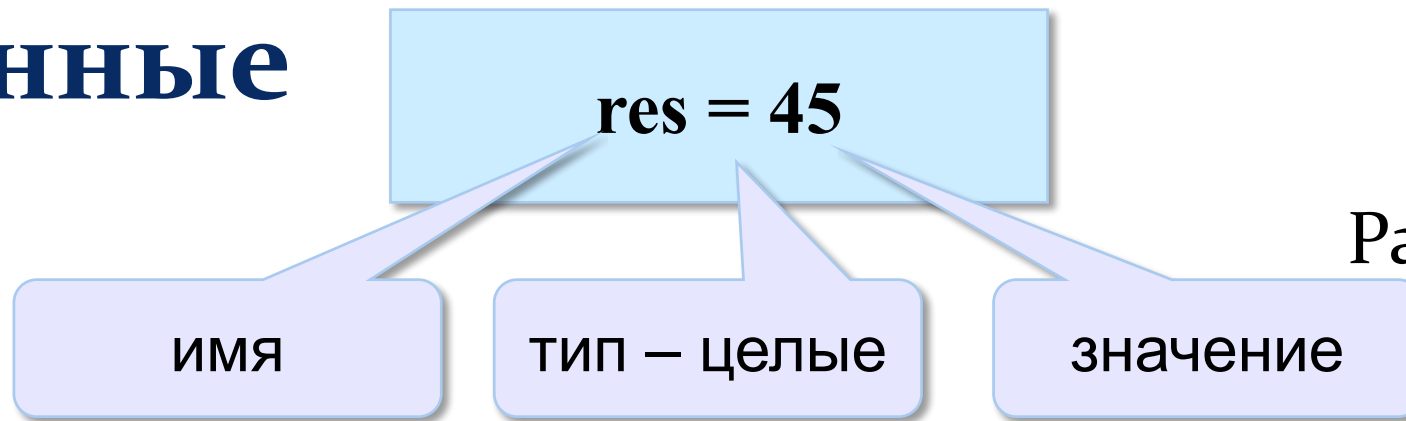 нные
res = 45
Ра
имя
тип – целые
значение